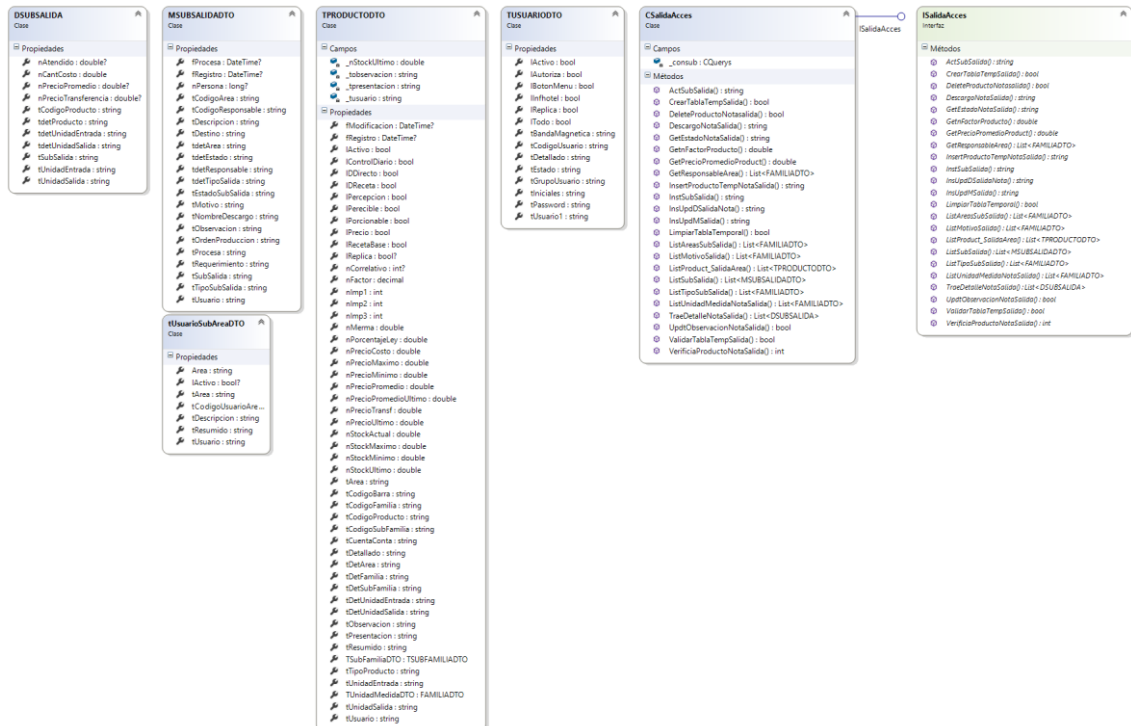 DSUBSALIDA
Clase
Propiedades
nAtendido : double?
nCantCosto : double?
nPrecioPromedio : double?
nPrecioTransferencia : double?
tCodigoProducto : string
tdetProducto : string
tdetUnidadEntrada : string
tdetUnidadSalida : string
tSubSalida : string
tUnidadEntrada : string
tUnidadSalida : string
MSUBSALIDADTO
Clase
Propiedades
fProcesa : DateTime?
fRegistro : DateTime?
nPersona : long?
tCodigoArea : string
tCodigoResponsable : string
tDescripcion : string
tDestino : string
tdetArea : string
tdetEstado : string
tdetResponsable : string
tdetTipoSalida : string
tEstadoSubSalida : string
tMotivo : string
tNombreDescargo : string
tObservacion : string
tOrdenProduccion : string
tProcesa : string
tRequerimiento : string
tSubSalida : string
tTipoSubSalida : string
tUsuario : string
tUsuarioSubAreaDTO
Clase
Propiedades
Area : string
lActivo : bool?
tArea : string
tCodigoUsuarioAre...
tDescripcion : string
tResumido : string
tUsuario : string
TPRODUCTODTO
Clase
Campos
_nStockUltimo : double
_tobservacion : string
_tpresentacion : string
_tusuario : string
Propiedades
fModificacion : DateTime?
fRegistro : DateTime?
lActivo : bool
lControlDiario : bool
lDDirecto : bool
lDReceta : bool
lPercepcion : bool
lPerecible : bool
lPorcionable : bool
lPrecio : bool
lRecetaBase : bool
lReplica : bool?
nCorrelativo : int?
nFactor : decimal
nImp1 : int
nImp2 : int
nImp3 : int
nMerma : double
nPorcentajeLey : double
nPrecioCosto : double
nPrecioMaximo : double
nPrecioMinimo : double
nPrecioPromedio : double
nPrecioPromedioUltimo : double
nPrecioTransf : double
nPrecioUltimo : double
nStockActual : double
nStockMaximo : double
nStockMinimo : double
nStockUltimo : double
tArea : string
tCodigoBarra : string
tCodigoFamilia : string
tCodigoProducto : string
tCodigoSubFamilia : string
tCuentaConta : string
tDetallado : string
tDetArea : string
tDetFamilia : string
tDetSubFamilia : string
tDetUnidadEntrada : string
tDetUnidadSalida : string
tObservacion : string
tPresentacion : string
tResumido : string
TSubFamiliaDTO : TSUBFAMILIADTO
tTipoProducto : string
tUnidadEntrada : string
TUnidadMedidaDTO : FAMILIADTO
tUnidadSalida : string
tUsuario : string
TUSUARIODTO
Clase
Propiedades
lActivo : bool
lAutoriza : bool
lBotonMenu : bool
lInfhotel : bool
lReplica : bool
lTodo : bool
tBandaMagnetica : string
tCodigoUsuario : string
tDetallado : string
tEstado : string
tGrupoUsuario : string
tIniciales : string
tPassword : string
tUsuario1 : string
CSalidaAcces
Clase
Campos
_consub : CQuerys
Métodos
ActSubSalida() : string
CrearTablaTempSalida() : bool
DeleteProductoNotasalida() : bool
DescargoNotaSalida() : string
GetEstadoNotaSalida() : string
GetnFactorProducto() : double
GetPrecioPromedioProduct() : double
GetResponsableArea() : List<FAMILIADTO>
InsertProductoTempNotaSalida() : string
InstSubSalida() : string
InsUpdDSalidaNota() : string
InsUpdMSalida() : string
LimpiarTablaTemporal() : bool
ListAreasSubSalida() : List<FAMILIADTO>
ListMotivoSalida() : List<FAMILIADTO>
ListProduct_SalidaArea() : List<TPRODUCTODTO>
ListSubSalida() : List<MSUBSALIDADTO>
ListTipoSubSalida() : List<FAMILIADTO>
ListUnidadMedidaNotaSalida() : List<FAMILIADTO>
TraeDetalleNotaSalida() : List<DSUBSALIDA>
UpdtObservacionNotaSalida() : bool
ValidarTablaTempSalida() : bool
VerificiaProductoNotaSalida() : int
ISalidaAcces
ISalidaAcces
Interfaz
Métodos
ActSubSalida() : string
CrearTablaTempSalida() : bool
DeleteProductoNotasalida() : bool
DescargoNotaSalida() : string
GetEstadoNotaSalida() : string
GetnFactorProducto() : double
GetPrecioPromedioProduct() : double
GetResponsableArea() : List<FAMILIADTO>
InsertProductoTempNotaSalida() : string
InstSubSalida() : string
InsUpdDSalidaNota() : string
InsUpdMSalida() : string
LimpiarTablaTemporal() : bool
ListAreasSubSalida() : List<FAMILIADTO>
ListMotivoSalida() : List<FAMILIADTO>
ListProduct_SalidaArea() : List<TPRODUCTODTO>
ListSubSalida() : List<MSUBSALIDADTO>
ListTipoSubSalida() : List<FAMILIADTO>
ListUnidadMedidaNotaSalida() : List<FAMILIADTO>
TraeDetalleNotaSalida() : List<DSUBSALIDA>
UpdtObservacionNotaSalida() : bool
ValidarTablaTempSalida() : bool
VerificiaProductoNotaSalida() : int